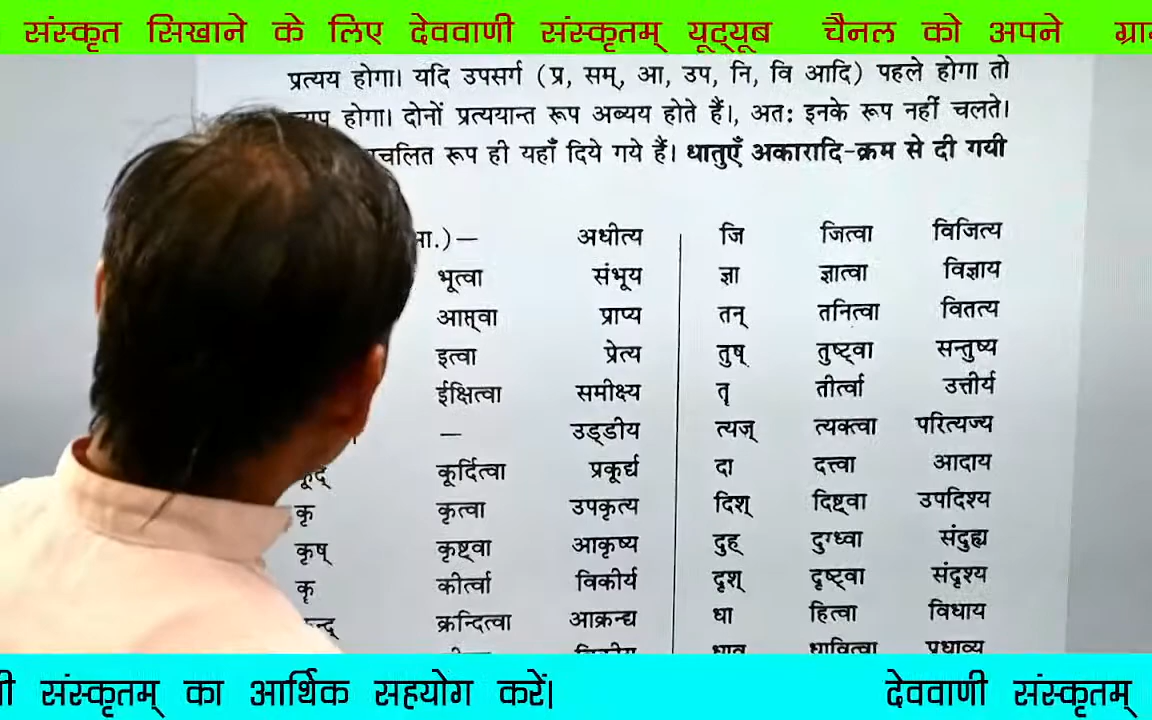 संस्कृत सिखाने के लिए देववाणी संस्कृतम् यूट्यूब चैनल को अपने
प्रत्यय होगा। यदि उपसर्ग (प्र, सम्, आ, उप, नि, वि आदि) पहले होगा तो
होगा। दोनों प्रत्ययान्त रूप अव्यय होते हैं।, अतः इनके रूप नहीं चलते।
रूप ही यहाँ दिये गये हैं। धातुएँ अकारादि-क्रम से दी गयी
— अधीत्य जि जित्वा विजित्य
भूत्वा संभूय ज्ञा ज्ञात्वा विज्ञाय
आप्त्वा प्राप्य तन् तनित्वा वितत्य
इत्वा प्रेत्य तुष् तुष्ट्वा सन्तुष्य
ईक्षित्वा समीक्ष्य तृ तीर्त्वा उत्तीर्य
— उड्डीय त्यज् त्यक्त्वा परित्यज्य
कूर्द् कूर्दित्वा प्रकूर्द्य दा दत्त्वा आदाय
कृ कृत्वा उपकृत्य दिश् दिष्ट्वा उपदिश्य
कृष् कृष्ट्वा आकृष्य दुह् दुग्ध्वा संदुह्य
कॄ कीर्त्वा विकीर्य दृश् दृष्ट्वा संदृश्य
क्रन्दित्वा आक्रन्द्य धा हित्वा विधाय
धाव् धावित्वा प्रधाव्य
संस्कृतम् का आर्थिक सहयोग करें। देववाणी संस्कृतम्